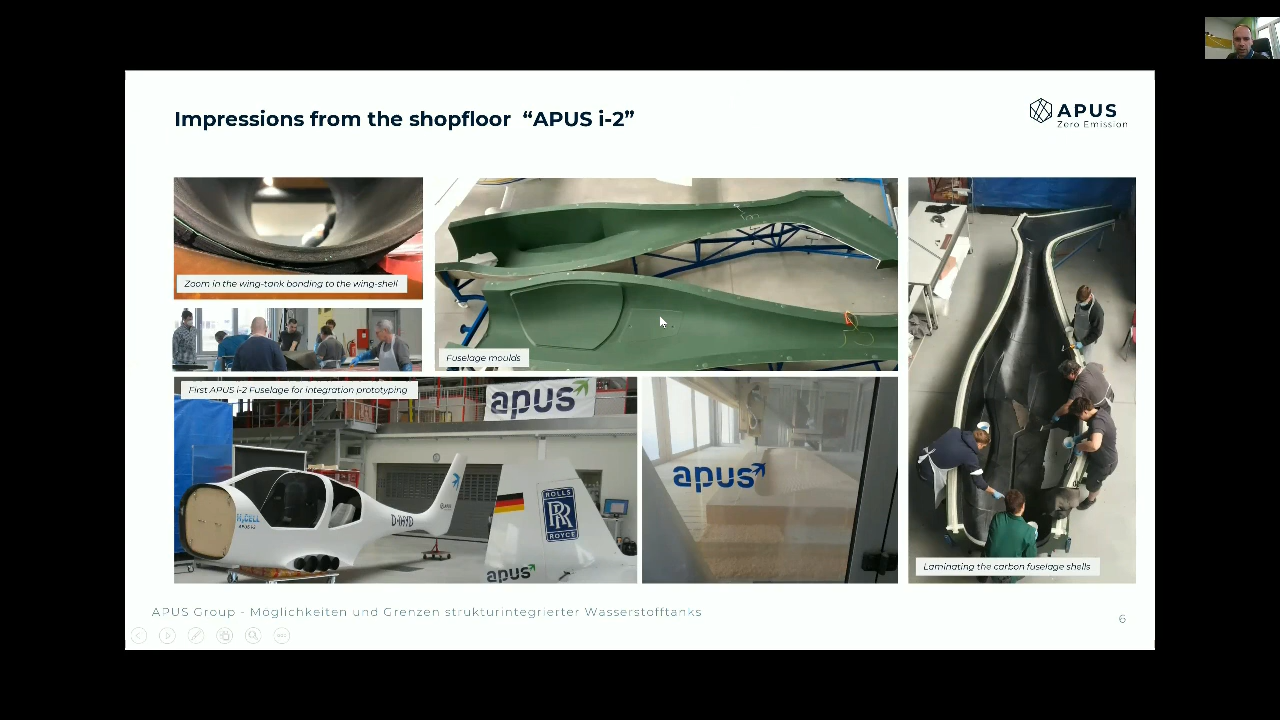 Impressions from the shopfloor “APUS i-2”
APUS
Zero Emission
Zoom in the wing-tank bonding to the wing-shell
Fuselage moulds
First APUS i-2 Fuselage for integration prototyping
apus
D-IHYD
ROLLS
RR
ROYCE
apus
apus
Laminating the carbon fuselage shells
APUS Group - Möglichkeiten und Grenzen strukturintegrierter Wasserstofftanks
6